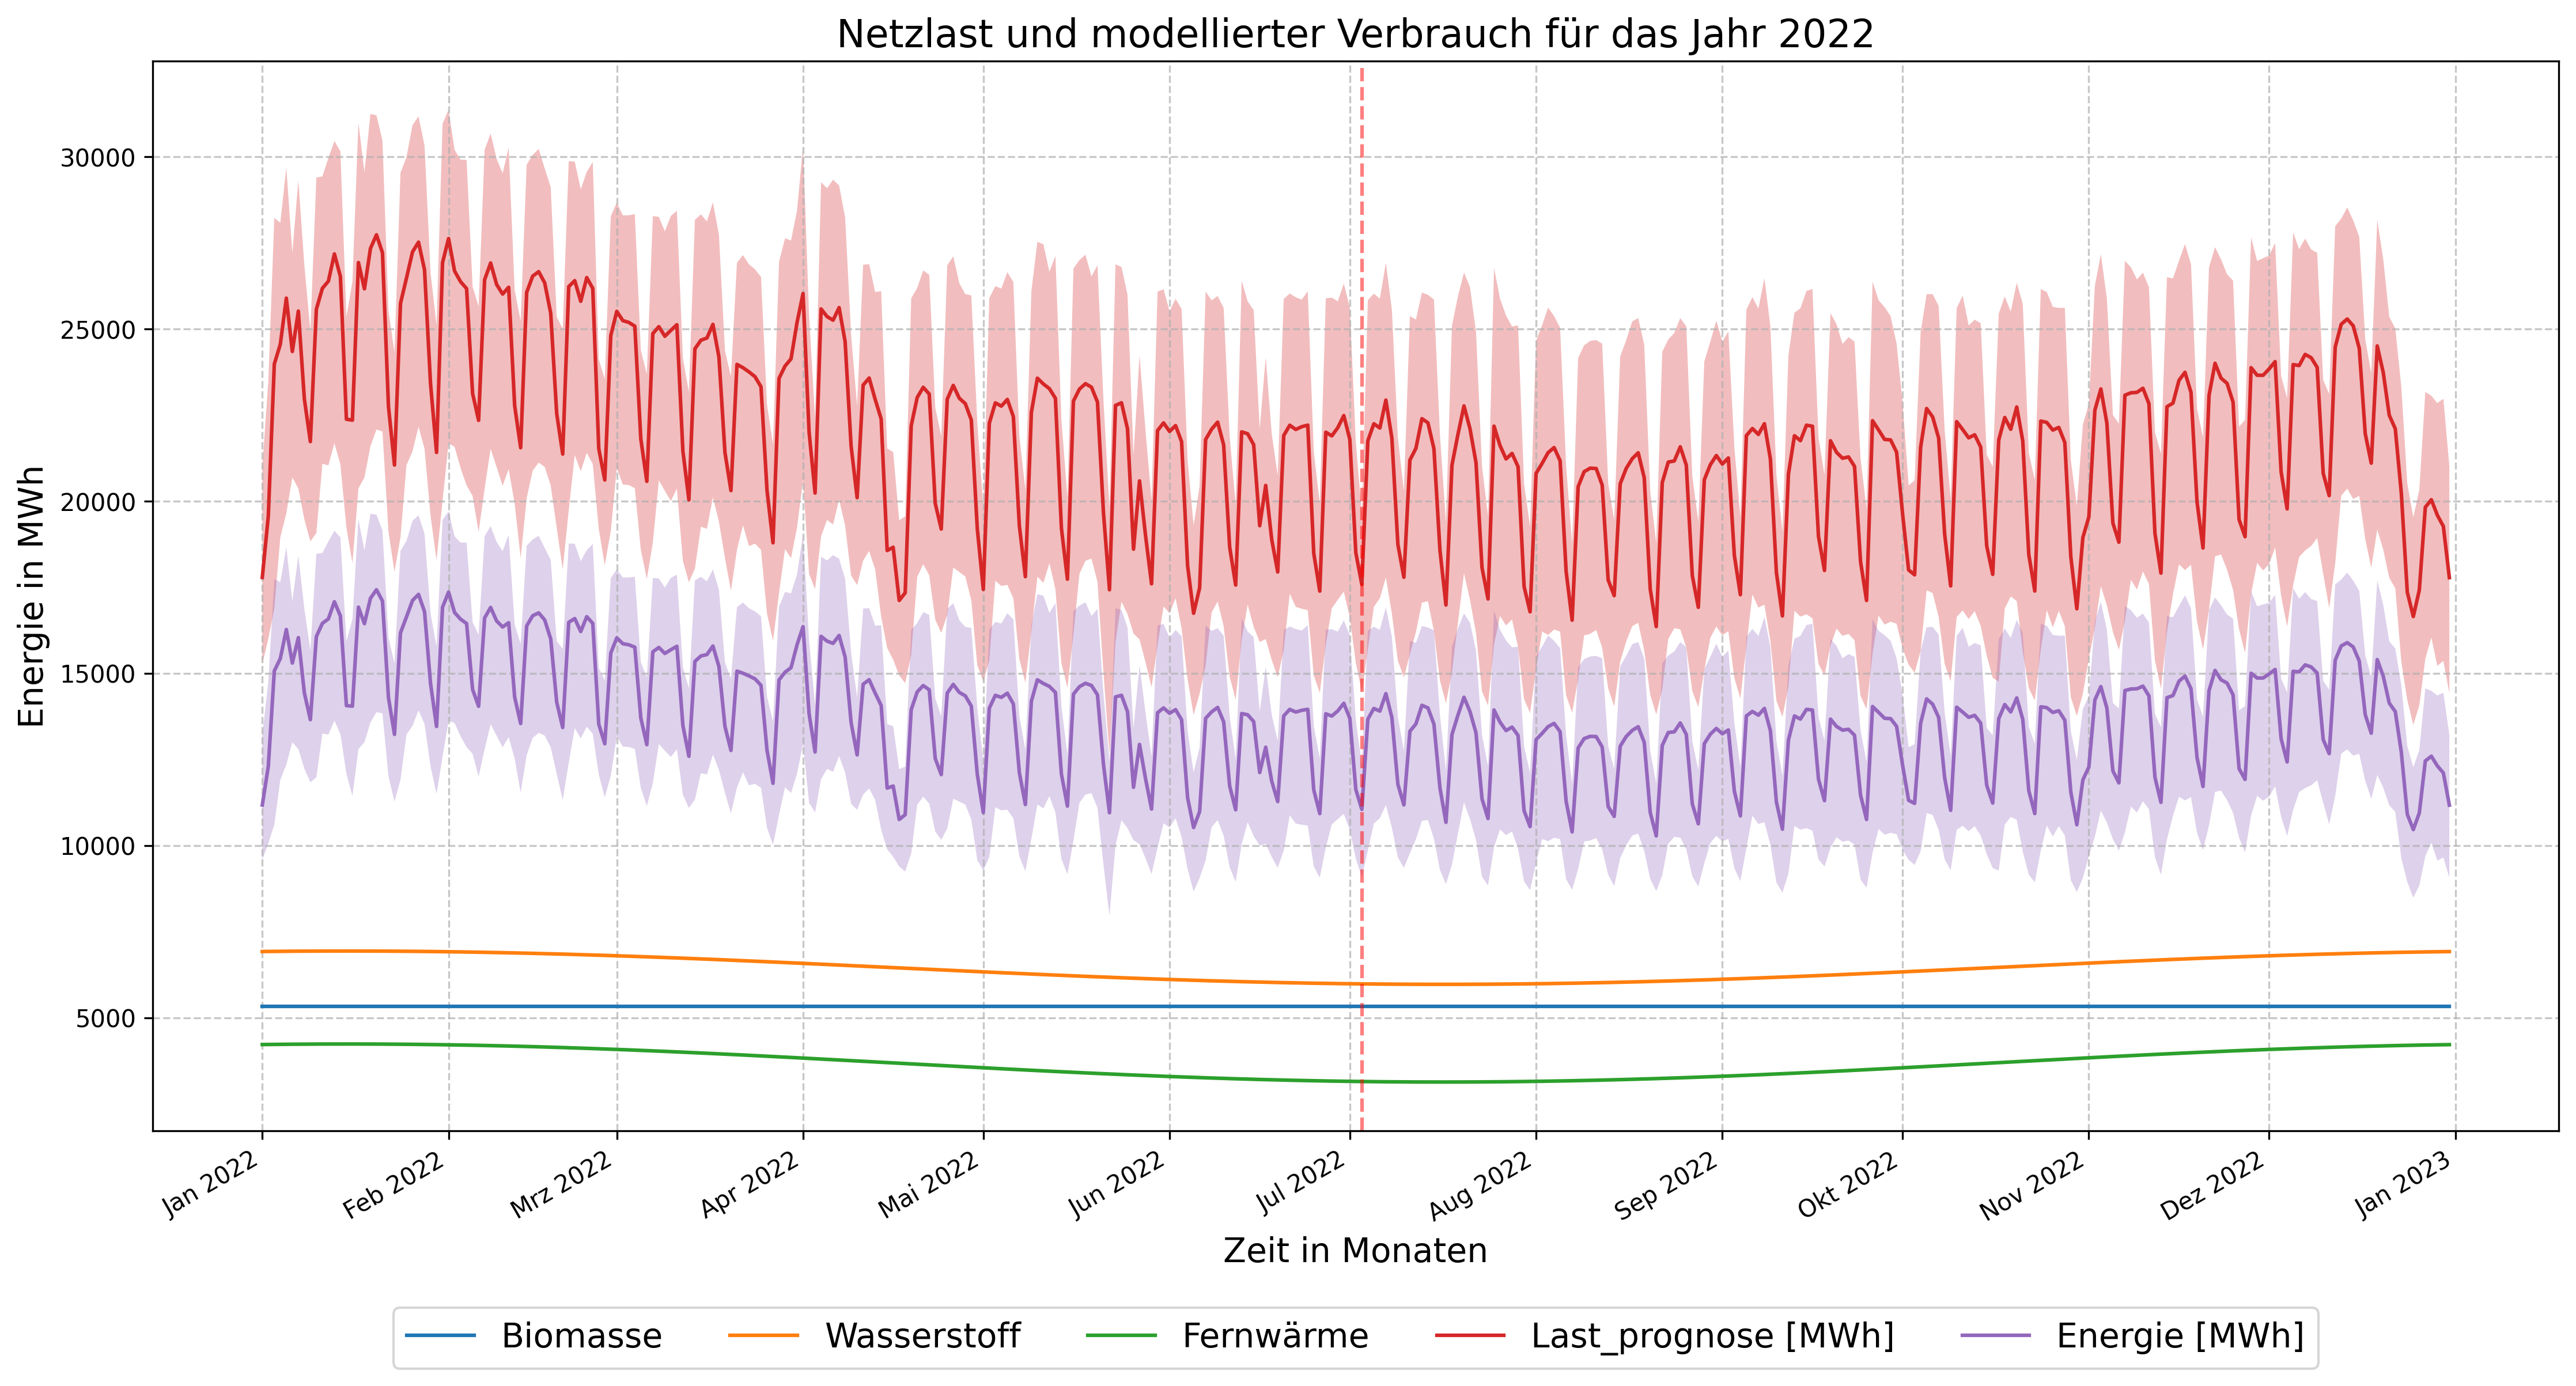 Netzlast und modellierter Verbrauch für das Jahr 2022
Energie in MWh
30000
25000
20000
15000
10000
5000
Jan 2022
Feb 2022
Mrz 2022
Apr 2022
Mai 2022
Jun 2022
Jul 2022
Aug 2022
Sep 2022
Okt 2022
Nov 2022
Dez 2022
Jan 2023
Zeit in Monaten
Biomasse
Wasserstoff
Fernwärme
Last_prognose [MWh]
Energie [MWh]